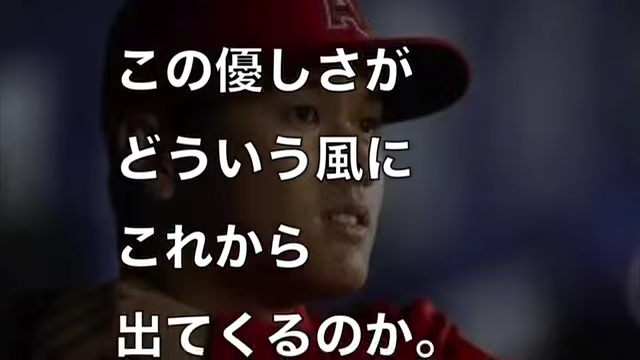 この優しさが
どういう風に
これから
出てくるのか。